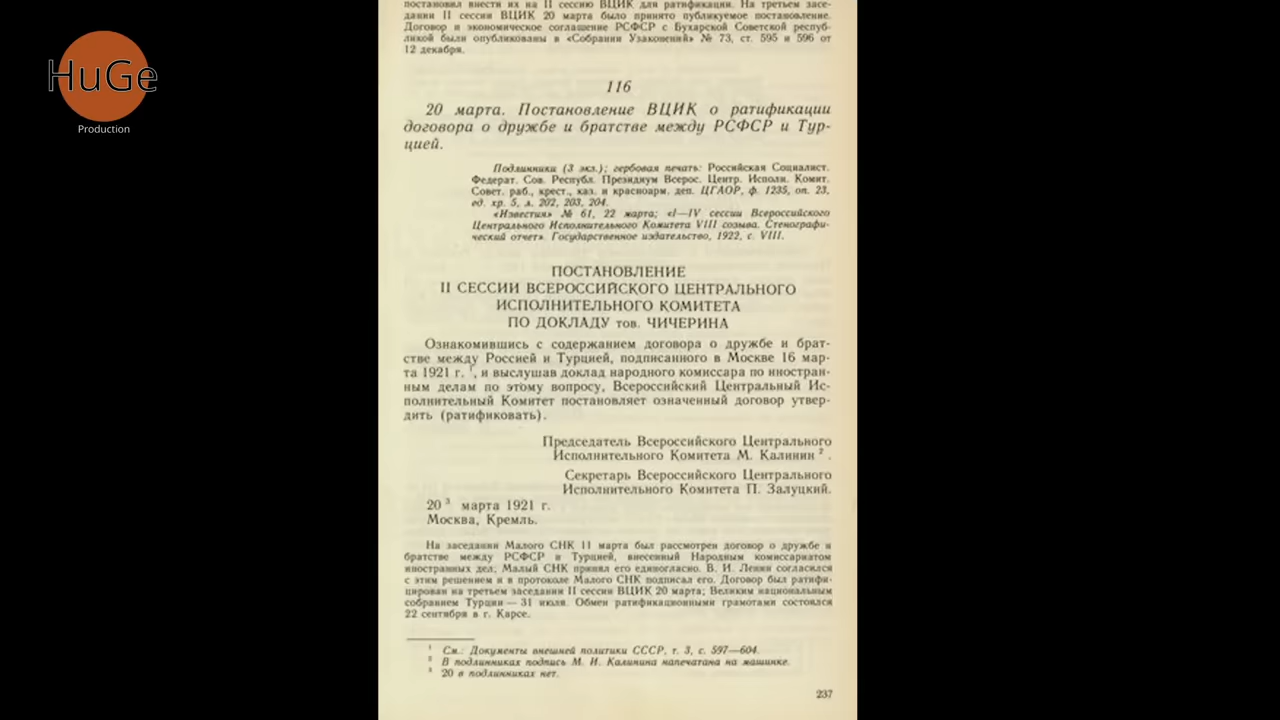 HuGe
Production
постановил внести их на II сессию ВЦИК для ратификации. На третьем засе-
дании II сессии ВЦИК 20 марта было принято публикуемое постановление.
Договор и экономическое соглашение РСФСР с Бухарской Советской респуб-
ликой были опубликованы в «Собрании Узаконений» № 73, ст. 595 и 596 от
12 декабря.
116
20 марта. Постановление ВЦИК о ратификации
договора о дружбе и братстве между РСФСР и Тур-
цией.
Подлинники (3 экз.); гербовая печать: Российская Социалист.
Федерат. Сов. Республ. Президиум Всерос. Центр. Исполн. Комит.
Совет. раб., крест., каз. и красноарм. деп. ЦГАОР, ф. 1235, оп. 23,
ед. хр. 5, л. 202, 203, 204.
«Известия» № 61, 22 марта; «I—IV сессии Всероссийского
Центрального Исполнительного Комитета VIII созыва. Стенографи-
ческий отчет». Государственное издательство, 1922, с. VIII.
ПОСТАНОВЛЕНИЕ
II СЕССИИ ВСЕРОССИЙСКОГО ЦЕНТРАЛЬНОГО
ИСПОЛНИТЕЛЬНОГО КОМИТЕТА
ПО ДОКЛАДУ тов. ЧИЧЕРИНА
Ознакомившись с содержанием договора о дружбе и брат-
стве между Россией и Турцией, подписанного в Москве 16 мар-
та 1921 г. ¹, и выслушав доклад народного комиссара по иностран-
ным делам по этому вопросу, Всероссийский Центральный Ис-
полнительный Комитет постановляет означенный договор утвер-
дить (ратификовать).
Председатель Всероссийского Центрального
Исполнительного Комитета М. Калинин ² .
Секретарь Всероссийского Центрального
Исполнительного Комитета П. Залуцкий.
20 ³ марта 1921 г.
Москва, Кремль.
На заседании Малого СНК 11 марта был рассмотрен договор о дружбе и
братстве между РСФСР и Турцией, внесенный Народным комиссариатом
иностранных дел; Малый СНК принял его единогласно. В. И. Ленин согласился
с этим решением и в протоколе Малого СНК подписал его. Договор был ратифи-
цирован на третьем заседании II сессии ВЦИК 20 марта; Великим национальным
собранием Турции — 31 июля. Обмен ратификационными грамотами состоялся
22 сентября в г. Карсе.
¹ См.: Документы внешней политики СССР, т. 3, с. 597—604.
² В подлинниках подпись М. И. Калинина напечатана на машинке.
³ 20 в подлинниках нет.
237